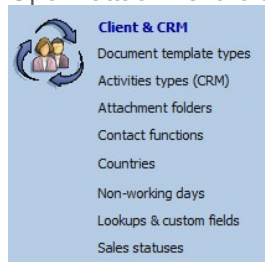 Client & CRM
Document template types
Activities types (CRM)
Attachment folders
Contact functions
Countries
Non-working days
Lookups & custom fields
Sales statuses